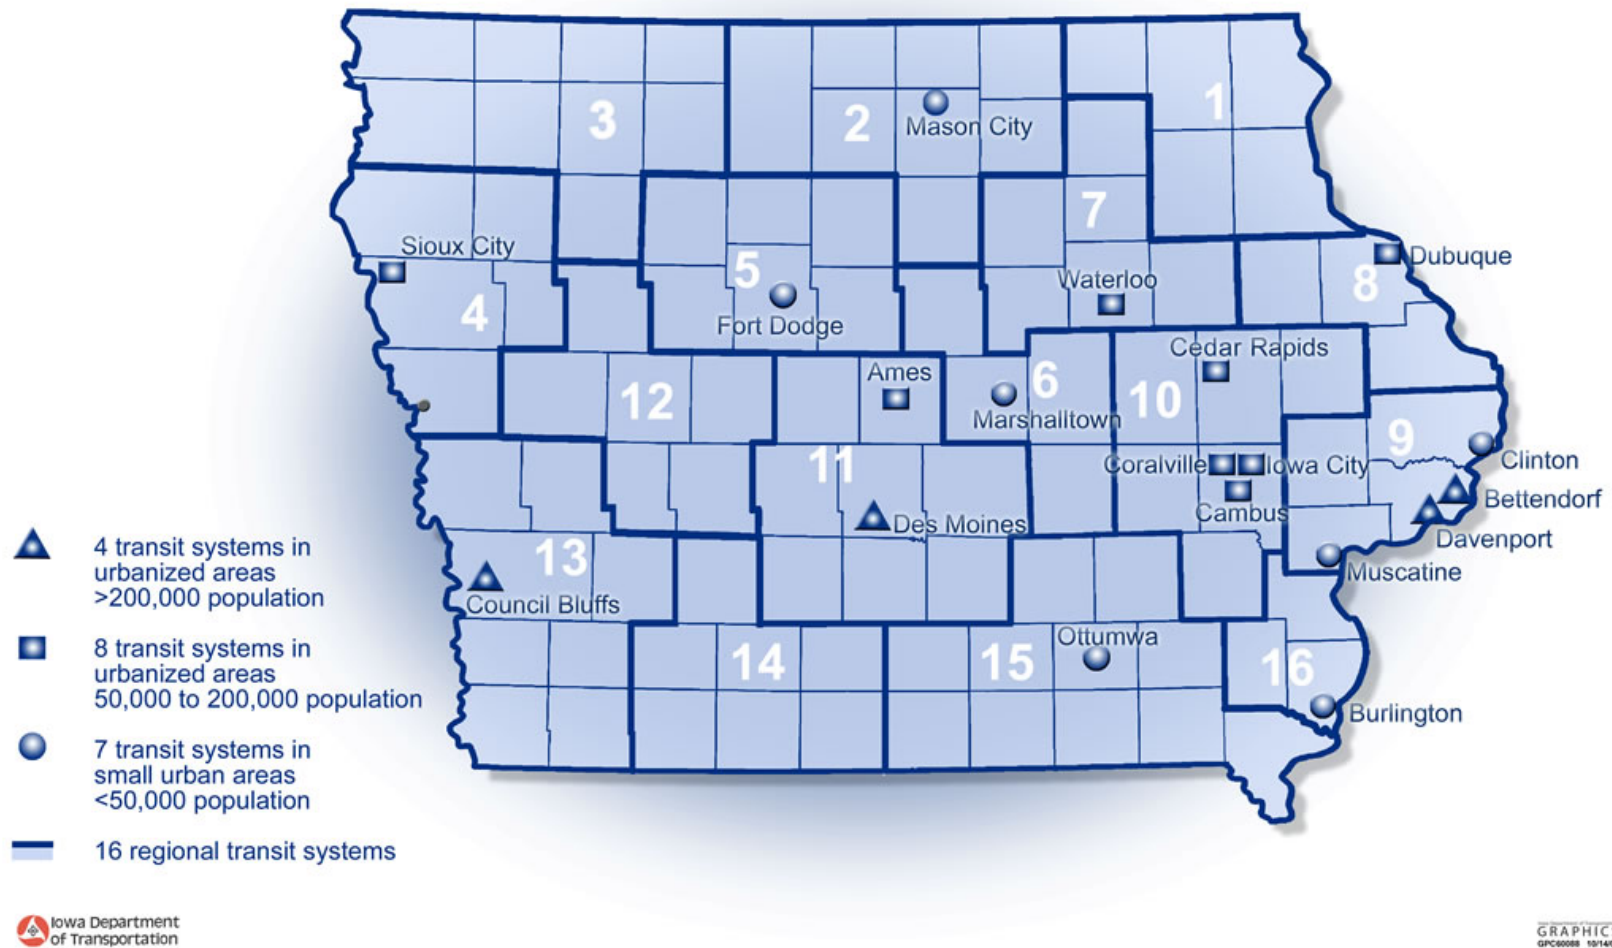 3
2
Mason City
1
7
Sioux City
Dubuque
5
Waterloo
8
4
Fort Dodge
Cedar Rapids
Ames
6
12
10
Marshalltown
9
11
Coralville
Iowa City
Clinton
Bettendorf
Cambus
Des Moines
Davenport
13
Muscatine
Council Bluffs
Ottumwa
14
15
16
Burlington
4 transit systems in
urbanized areas
>200,000 population
8 transit systems in
urbanized areas
50,000 to 200,000 population
7 transit systems in
small urban areas
<50,000 population
16 regional transit systems
Iowa Department
of Transportation
GRAPHIC